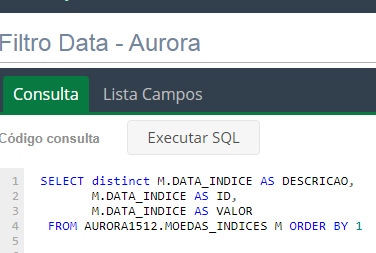 Filtro Data - Aurora
Consulta Lista Campos
Código consulta Executar SQL
1 SELECT distinct M.DATA_INDICE AS DESCRICAO,
2 M.DATA_INDICE AS ID,
3 M.DATA_INDICE AS VALOR
4 FROM AURORA1512.MOEDAS_INDICES M ORDER BY 1
5